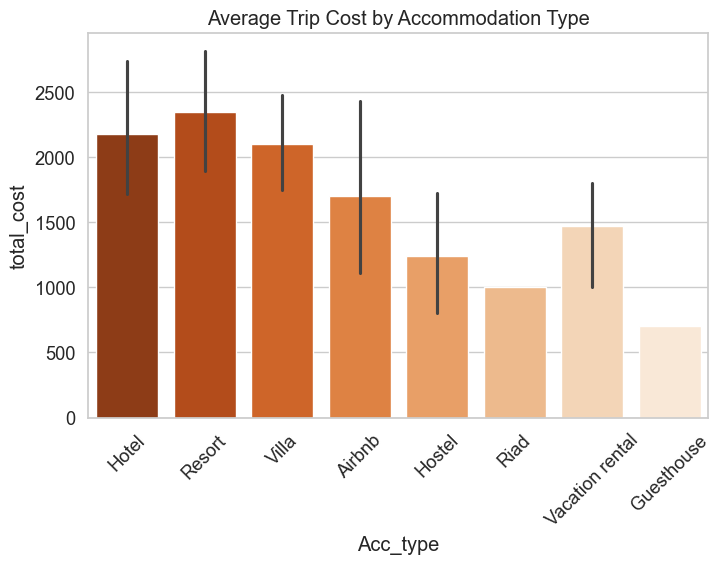 Average Trip Cost by Accommodation Type
total_cost
2500
2000
1500
1000
500
0
Hotel
Resort
Villa
Airbnb
Hostel
Riad
Vacation rental
Guesthouse
Acc_type